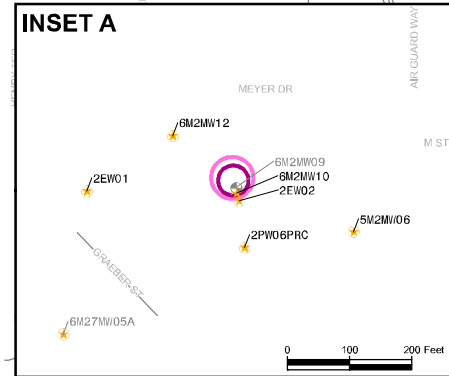 INSET A
AIR GUARD WAY
MEYER DR
6M2MW12
M ST
6M2MW09
6M2MW10
2EW01
2EW02
5M2MW06
2PW06PRC
GRAEBER ST
6M27MW05A
0 100 200 Feet